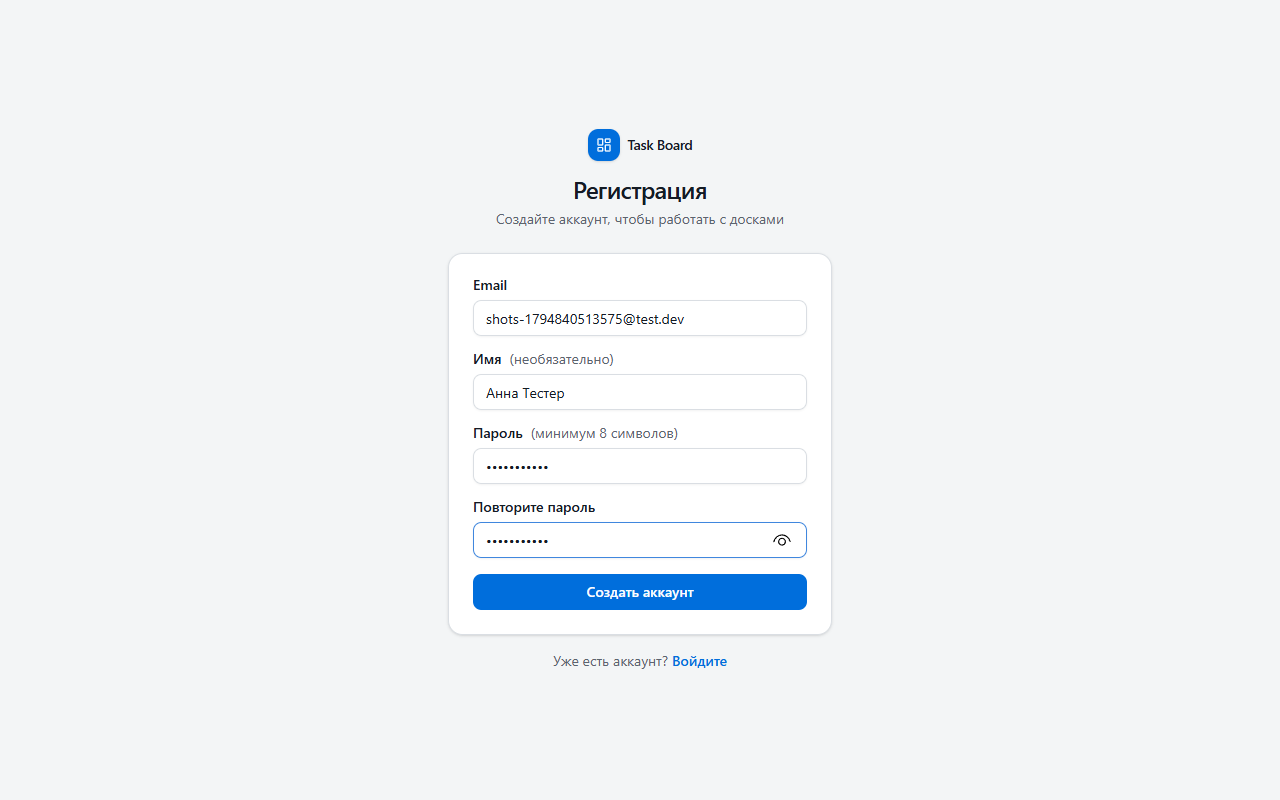 Task Board
Регистрация
Создайте аккаунт, чтобы работать с досками
Email
shots-1794840513575@test.dev
Имя (необязательно)
Анна Тестер
Пароль (минимум 8 символов)
•••••••••••
Повторите пароль
•••••••••••
Создать аккаунт
Уже есть аккаунт? Войдите